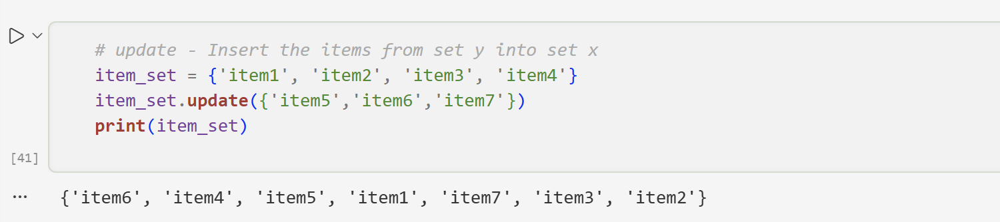 # update - Insert the items from set y into set x
item_set = {'item1', 'item2', 'item3', 'item4'}
item_set.update({'item5','item6','item7'})
print(item_set)
[41]
... {'item6', 'item4', 'item5', 'item1', 'item7', 'item3', 'item2'}